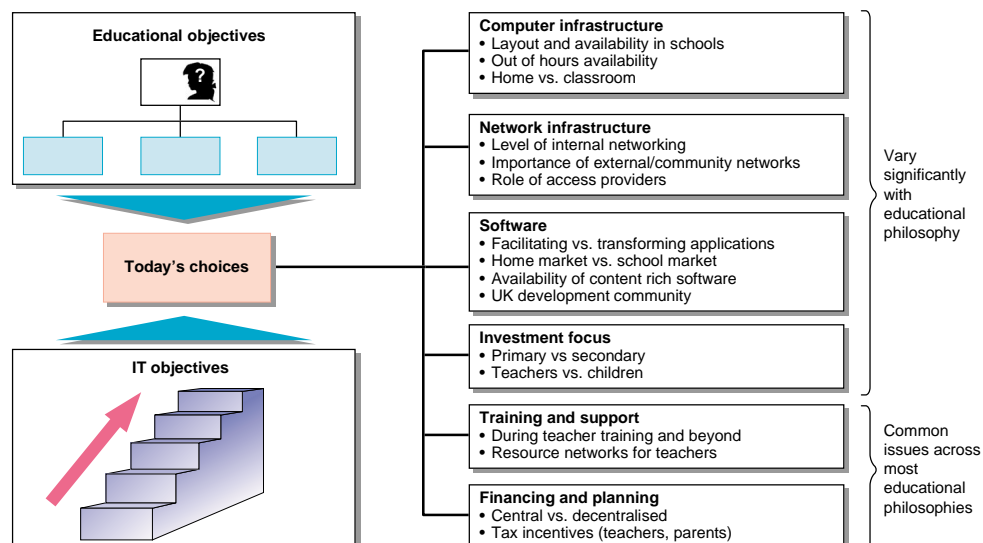 Educational objectives
?
Today's choices
IT objectives
Computer infrastructure
• Layout and availability in schools
• Out of hours availability
• Home vs. classroom
Network infrastructure
• Level of internal networking
• Importance of external/community networks
• Role of access providers
Software
• Facilitating vs. transforming applications
• Home market vs. school market
• Availability of content rich software
• UK development community
Investment focus
• Primary vs secondary
• Teachers vs. children
Training and support
• During teacher training and beyond
• Resource networks for teachers
Financing and planning
• Central vs. decentralised
• Tax incentives (teachers, parents)
Vary
significantly
with
educational
philosophy
Common
issues across
most
educational
philosophies